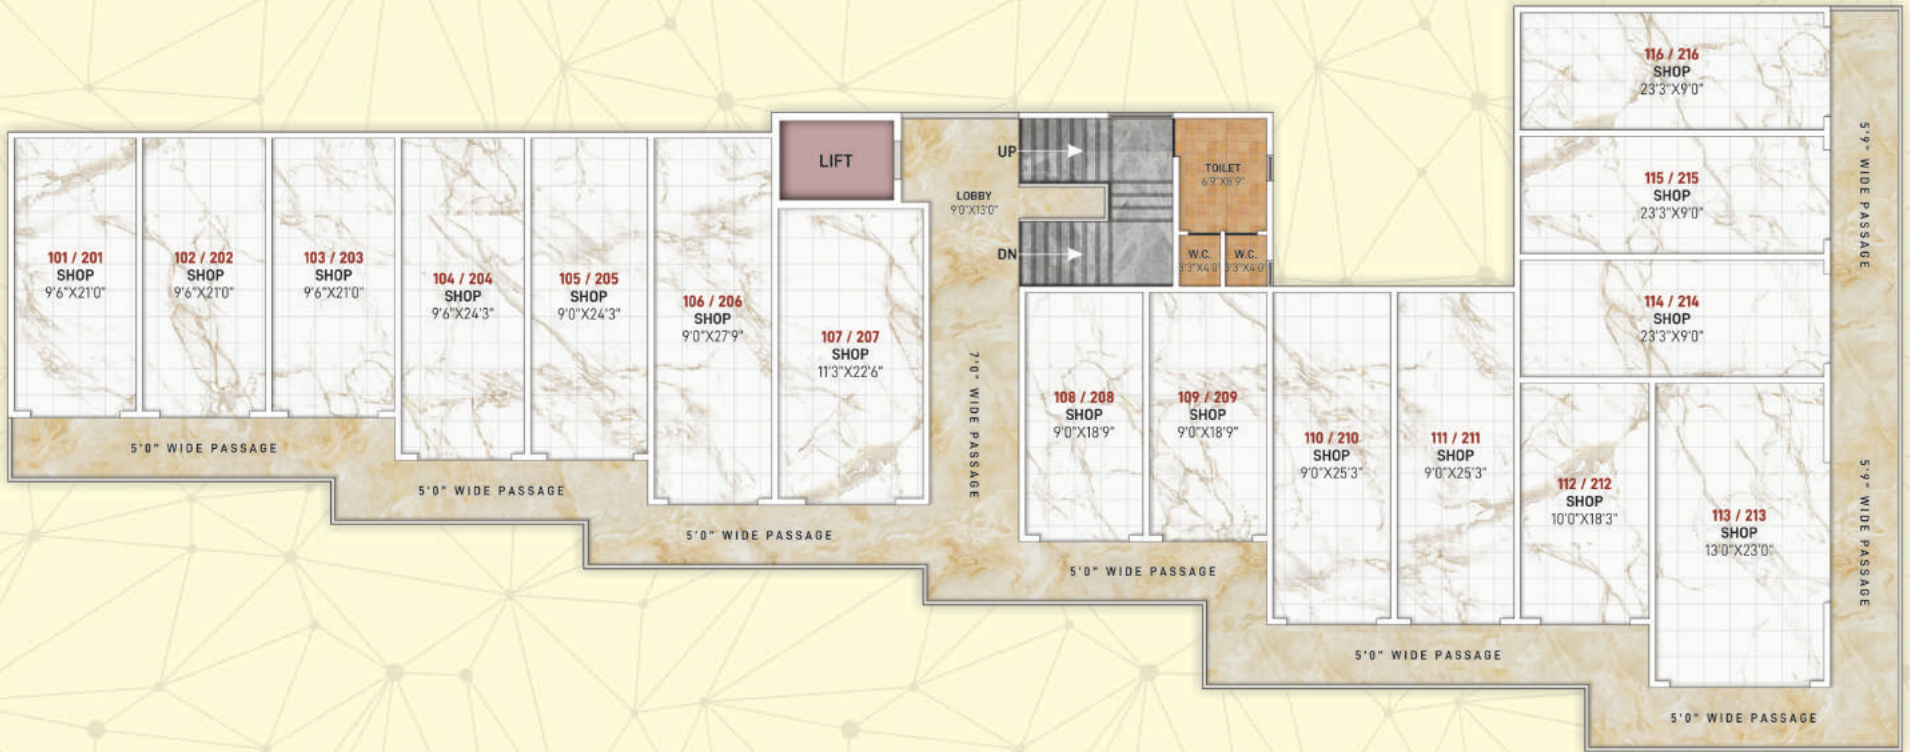 101 / 201
SHOP
9'6"X21'0"
102 / 202
SHOP
9'6"X21'0"
103 / 203
SHOP
9'6"X21'0"
104 / 204
SHOP
9'6"X24'3"
105 / 205
SHOP
9'0"X24'3"
106 / 206
SHOP
9'0"X27'9"
LIFT
107 / 207
SHOP
11'3"X22'6"
LOBBY
9'0"X13'0"
UP
DN
TOILET
6'9"X8'9"
W.C.
3'3"X4'0"
W.C.
3'3"X4'0"
7'0" WIDE PASSAGE
108 / 208
SHOP
9'0"X18'9"
109 / 209
SHOP
9'0"X18'9"
110 / 210
SHOP
9'0"X25'3"
111 / 211
SHOP
9'0"X25'3"
112 / 212
SHOP
10'0"X18'3"
113 / 213
SHOP
13'0"X23'0"
114 / 214
SHOP
23'3"X9'0"
115 / 215
SHOP
23'3"X9'0"
116 / 216
SHOP
23'3"X9'0"
5'9" WIDE PASSAGE
5'9" WIDE PASSAGE
5'0" WIDE PASSAGE
5'0" WIDE PASSAGE
5'0" WIDE PASSAGE
5'0" WIDE PASSAGE
5'0" WIDE PASSAGE
5'0" WIDE PASSAGE